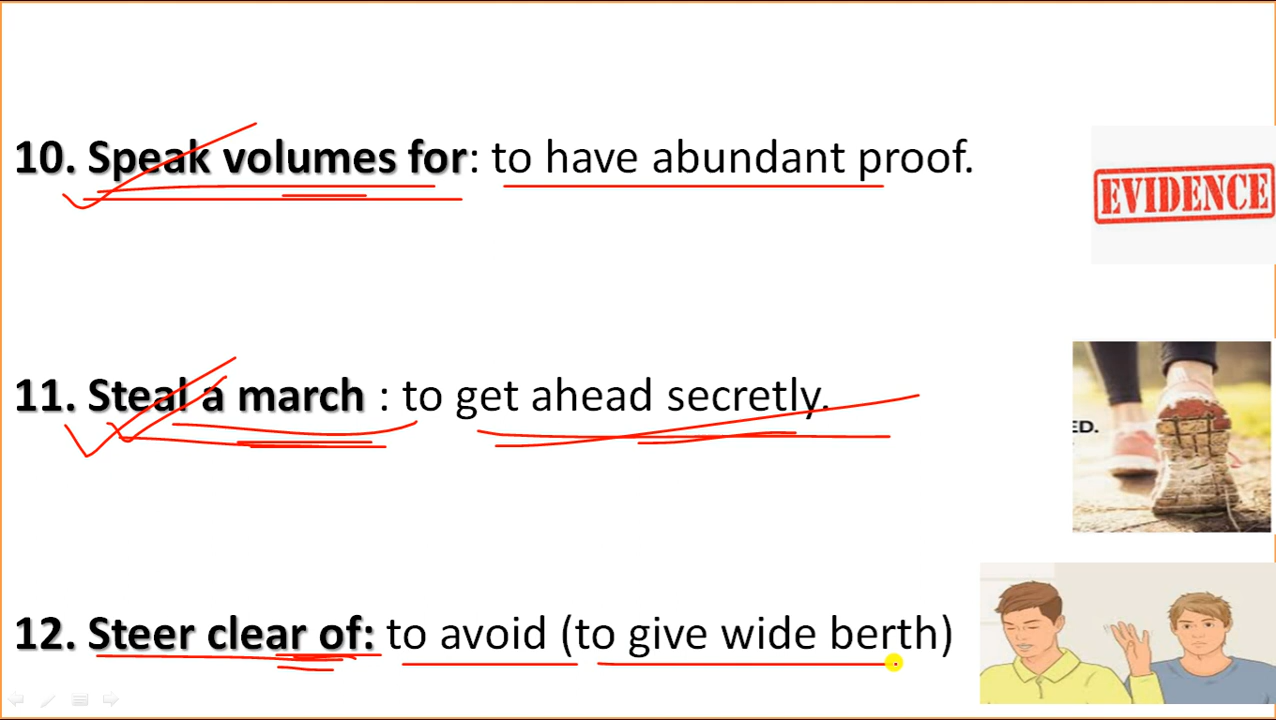 10. Speak volumes for: to have abundant proof.
EVIDENCE
11. Steal a march : to get ahead secretly.
ED.
12. Steer clear of: to avoid (to give wide berth)